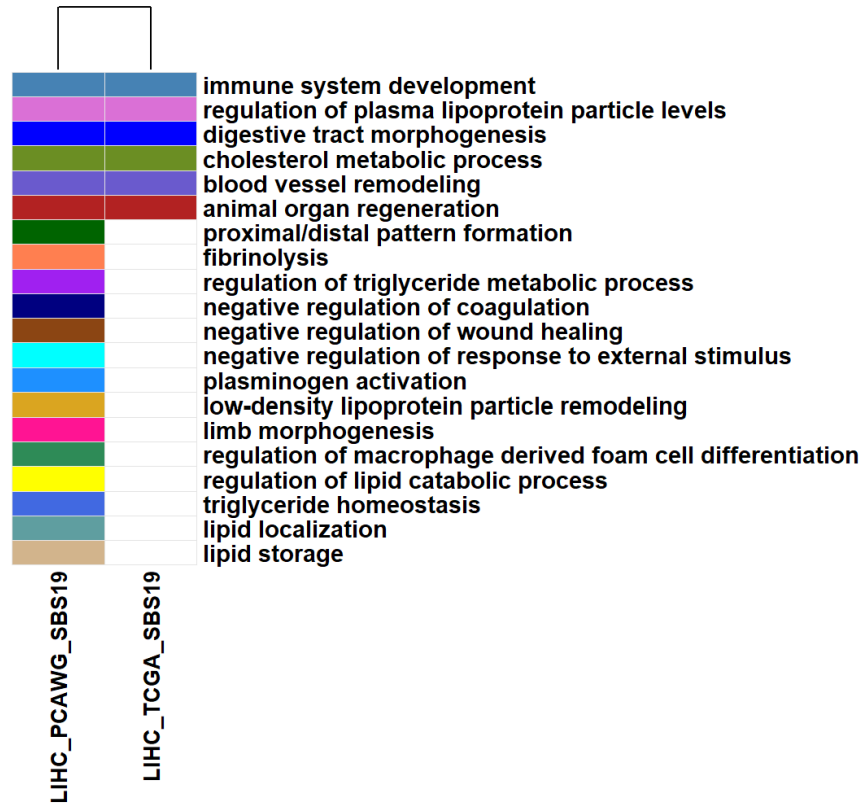 immune system development
regulation of plasma lipoprotein particle levels
digestive tract morphogenesis
cholesterol metabolic process
blood vessel remodeling
animal organ regeneration
proximal/distal pattern formation
fibrinolysis
regulation of triglyceride metabolic process
negative regulation of coagulation
negative regulation of wound healing
negative regulation of response to external stimulus
plasminogen activation
low-density lipoprotein particle remodeling
limb morphogenesis
regulation of macrophage derived foam cell differentiation
regulation of lipid catabolic process
triglyceride homeostasis
lipid localization
lipid storage
LIHC_PCAWG_SBS19
LIHC_TCGA_SBS19